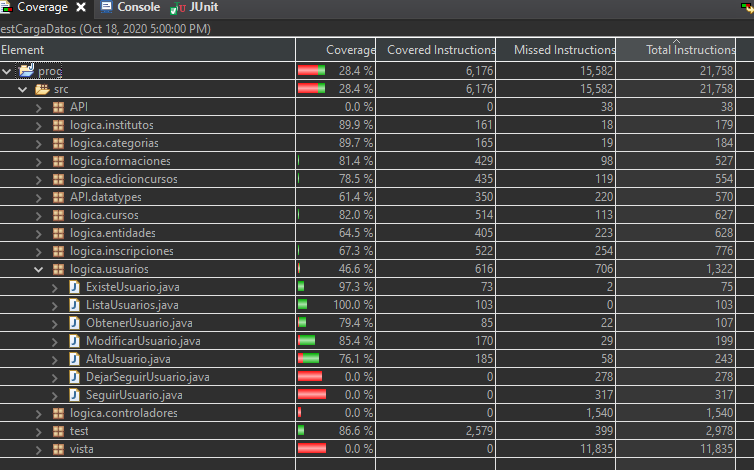 Coverage Console JUnit
estCargaDatos (Oct 18, 2020 5:00:00 PM)
Element Coverage Covered Instructions Missed Instructions Total Instructions
prog 28.4 % 6,176 15,582 21,758
src 28.4 % 6,176 15,582 21,758
API 0.0 % 0 38 38
logica.institutos 89.9 % 161 18 179
logica.categorias 89.7 % 165 19 184
logica.formaciones 81.4 % 429 98 527
logica.edicioncursos 78.5 % 435 119 554
API.datatypes 61.4 % 350 220 570
logica.cursos 82.0 % 514 113 627
logica.entidades 64.5 % 405 223 628
logica.inscripciones 67.3 % 522 254 776
logica.usuarios 46.6 % 616 706 1,322
ExisteUsuario.java 97.3 % 73 2 75
ListaUsuarios.java 100.0 % 103 0 103
ObtenerUsuario.java 79.4 % 85 22 107
ModificarUsuario.java 85.4 % 170 29 199
AltaUsuario.java 76.1 % 185 58 243
DejarSeguirUsuario.java 0.0 % 0 278 278
SeguirUsuario.java 0.0 % 0 317 317
logica.controladores 0.0 % 0 1,540 1,540
test 86.6 % 2,579 399 2,978
vista 0.0 % 0 11,835 11,835